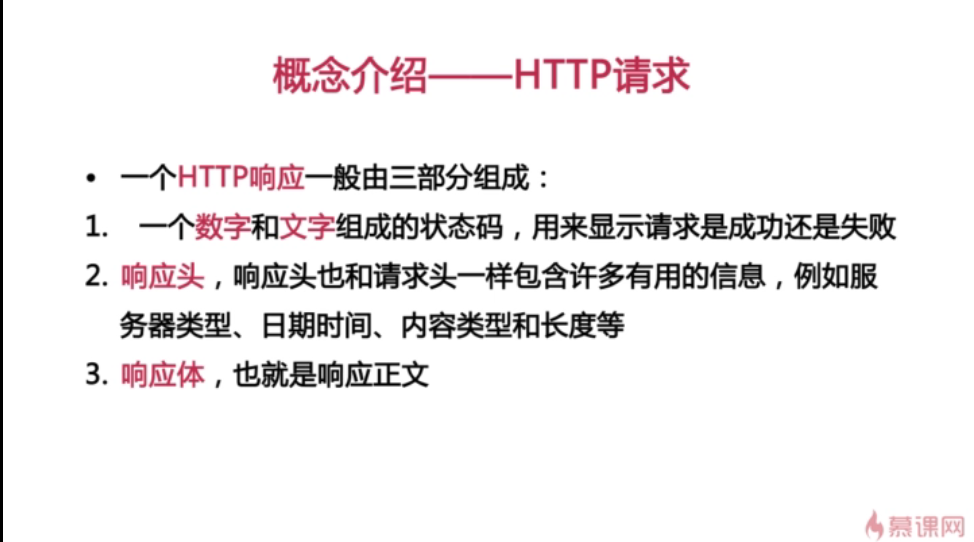 概念介绍——HTTP请求
• 一个HTTP响应一般由三部分组成：
1. 一个数字和文字组成的状态码，用来显示请求是成功还是失败
2. 响应头，响应头也和请求头一样包含许多有用的信息，例如服
务器类型、日期时间、内容类型和长度等
3. 响应体，也就是响应正文
慕课网